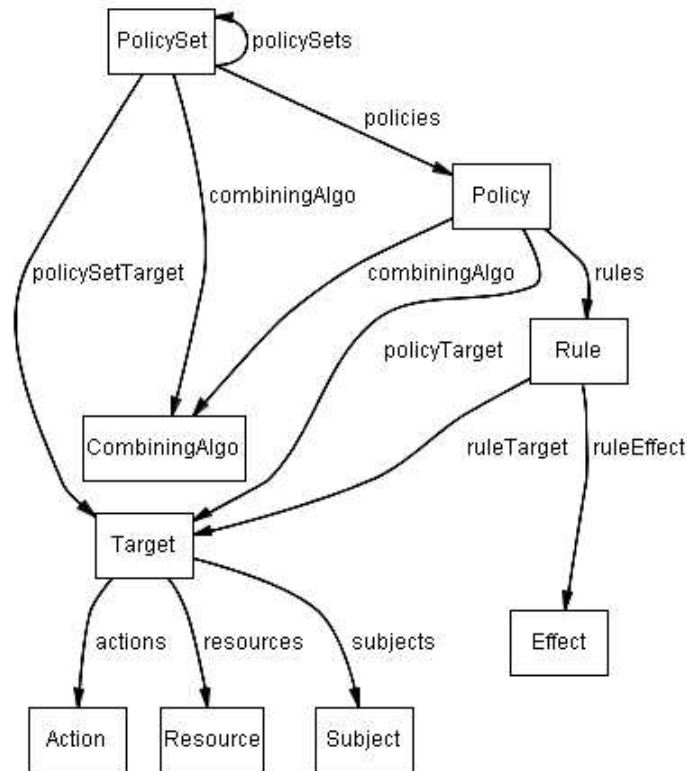 PolicySet
policySets
policies
Policy
combiningAlgo
policySetTarget
combiningAlgo
rules
policyTarget
Rule
CombiningAlgo
ruleTarget
ruleEffect
Target
actions
resources
subjects
Effect
Action
Resource
Subject